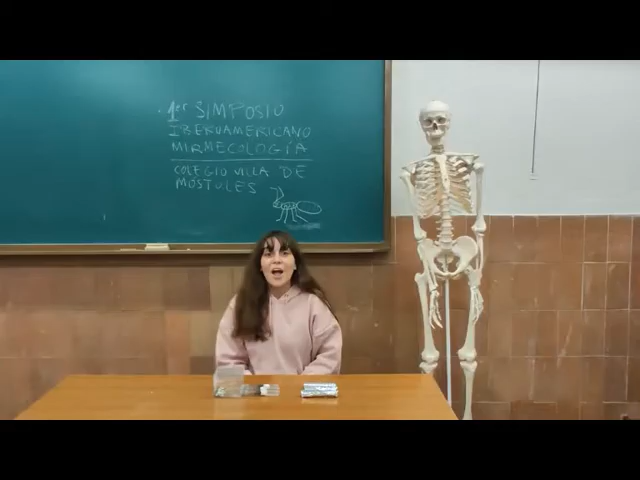 1er SIMPOSIO
IBEROAMERICANO
MIRMECOLOGÍA
COLEGIO VILLA DE
MÓSTOLES